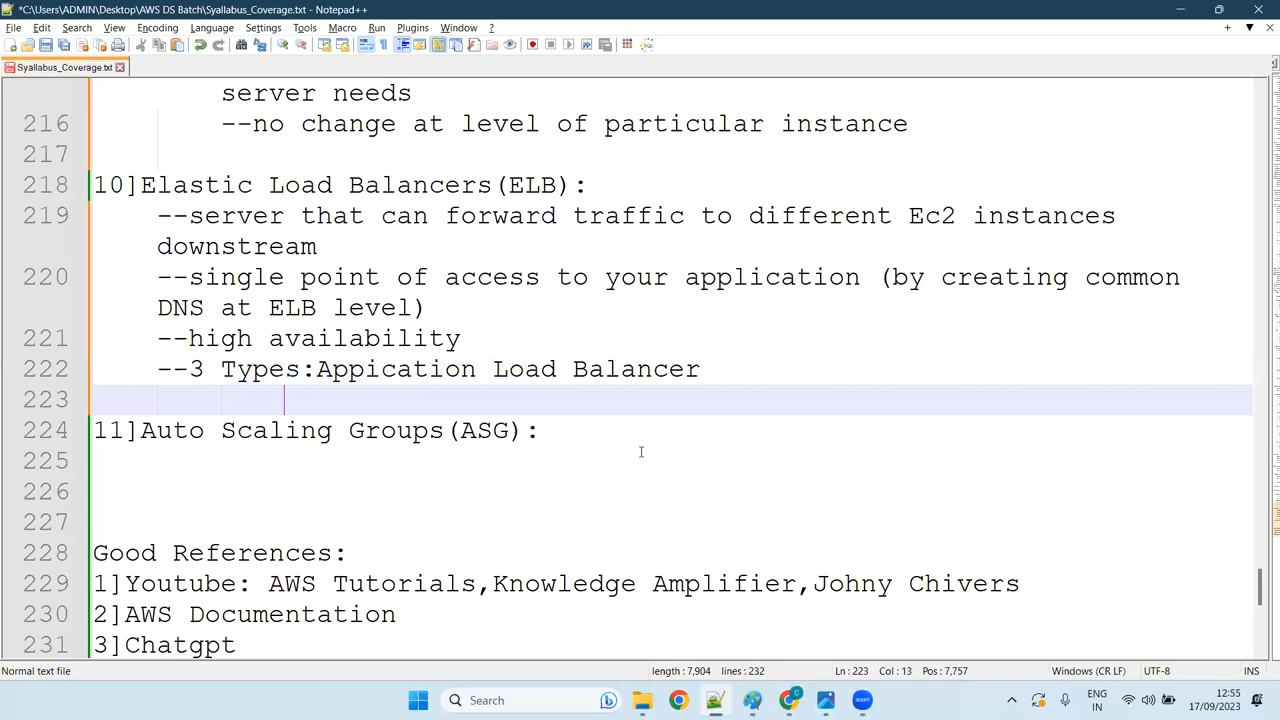 *C:\Users\ADMIN\Desktop\AWS DS Batch\Syallabus_Coverage.txt - Notepad++
File Edit Search View Encoding Language Settings Tools Macro Run Plugins Window ?
Syallabus_Coverage.txt
server needs
216 --no change at level of particular instance
217
218 10]Elastic Load Balancers(ELB):
219 --server that can forward traffic to different Ec2 instances
downstream
220 --single point of access to your application (by creating common
DNS at ELB level)
221 --high availability
222 --3 Types:Appication Load Balancer
223
224 11]Auto Scaling Groups(ASG):
225
226
227
228 Good References:
229 1]Youtube: AWS Tutorials,Knowledge Amplifier,Johny Chivers
230 2]AWS Documentation
231 3]Chatgpt
Normal text file length : 7,904 lines : 232 Ln : 223 Col : 13 Pos : 7,757 Windows (CR LF) UTF-8 INS
Search ENG IN 12:55 17/09/2023